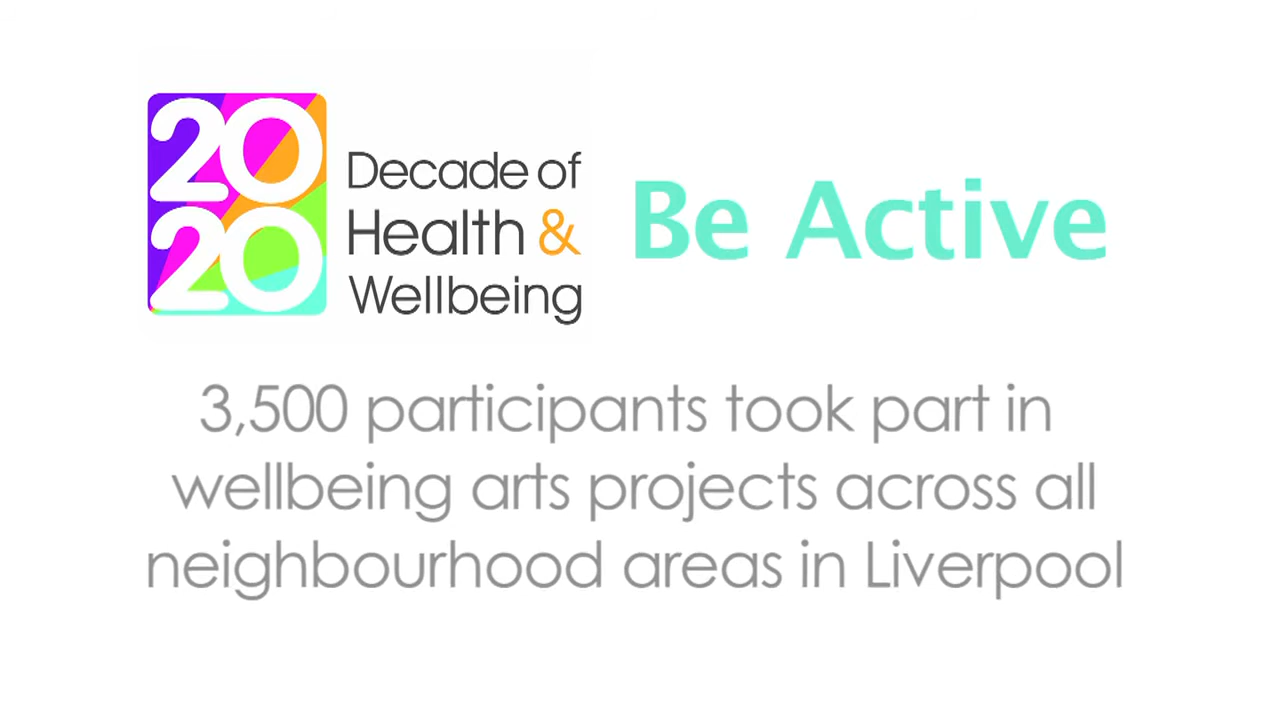 20
20
Decade of
Health &
Wellbeing
Be Active
3,500 participants took part in
wellbeing arts projects across all
neighbourhood areas in Liverpool